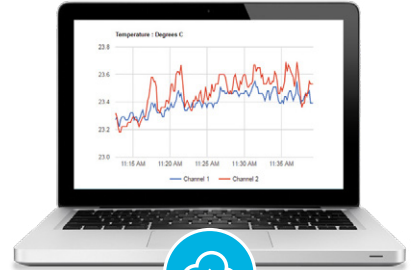 Temperature : Degrees C
23.8
23.6
23.4
23.2
23.0
11:15 AM 11:20 AM 11:25 AM 11:30 AM 11:35 AM
Channel 1 Channel 2